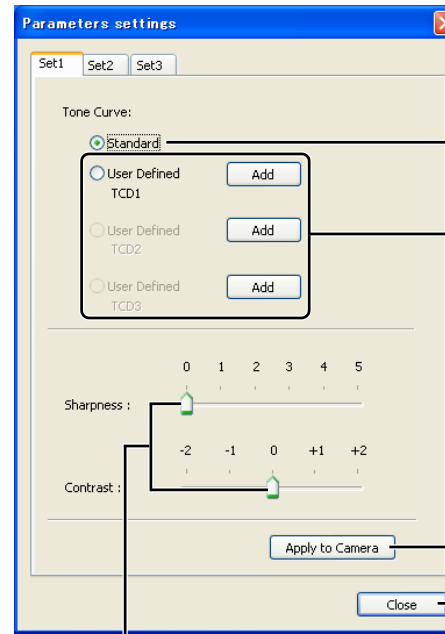 Parameters settings
Set1 Set2 Set3
Tone Curve:
Standard
User Defined Add
TCD1
User Defined Add
TCD2
User Defined Add
TCD3
0 1 2 3 4 5
Sharpness :
-2 -1 0 +1 +2
Contrast :
Apply to Camera
Close